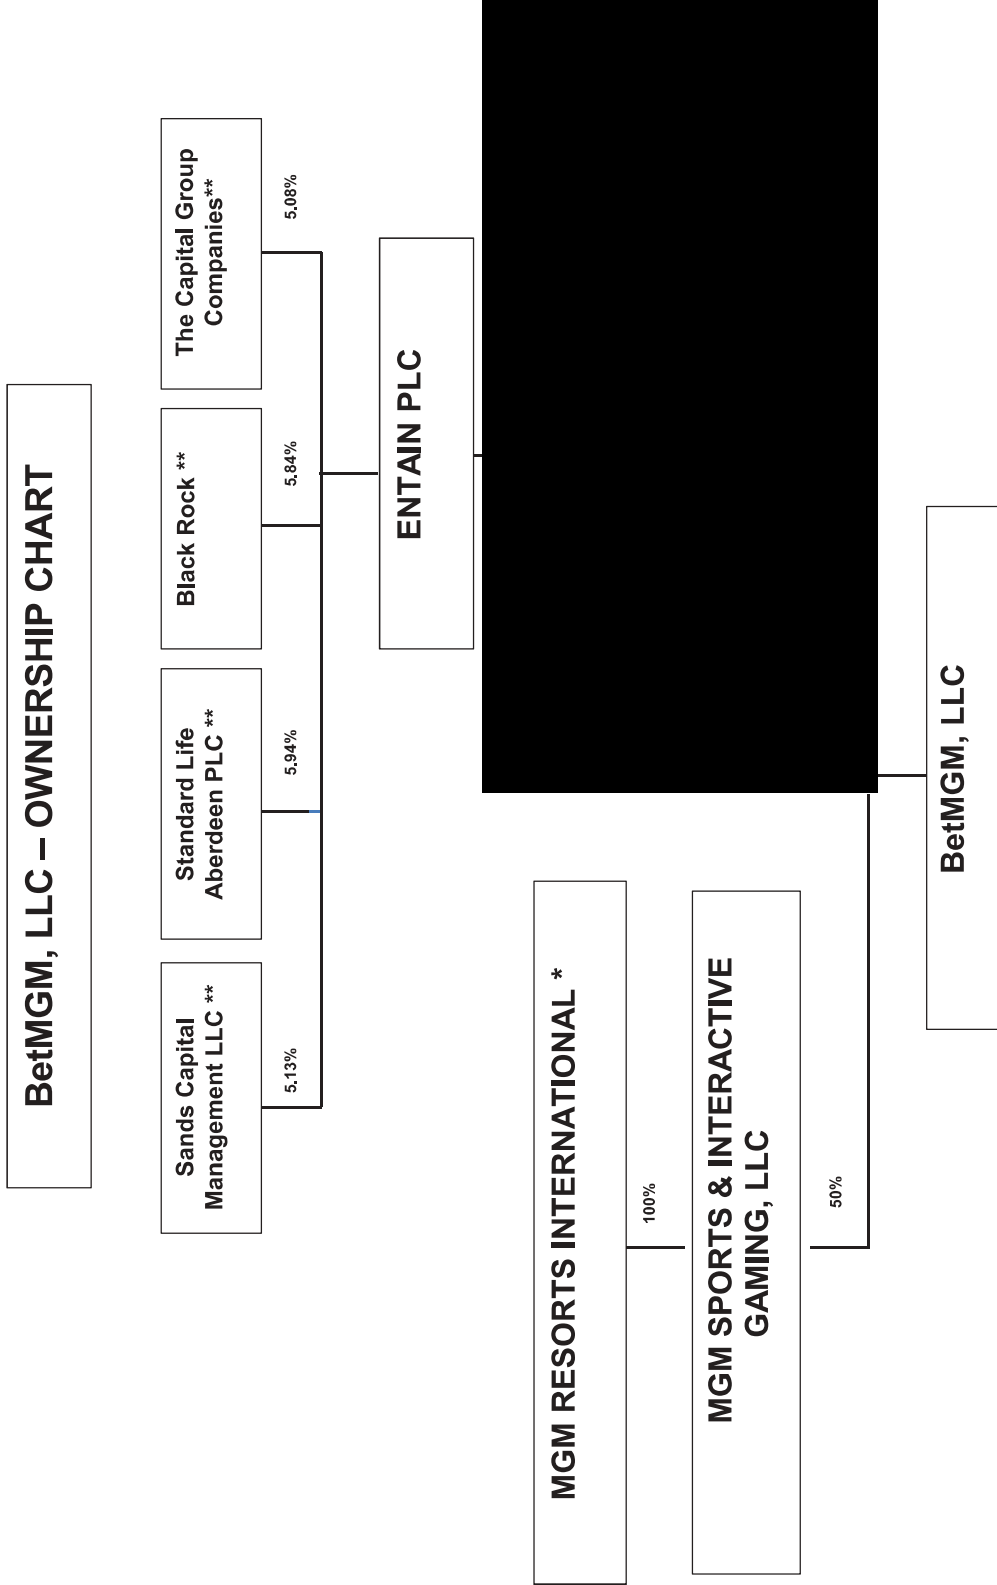 BetMGM, LLC – OWNERSHIP CHART
Sands Capital
Management LLC **
Standard Life
Aberdeen PLC **
Black Rock **
The Capital Group
Companies**
5.13%
5.94%
5.84%
5.08%
ENTAIN PLC
MGM RESORTS INTERNATIONAL *
100%
MGM SPORTS & INTERACTIVE
GAMING, LLC
50%
BetMGM, LLC